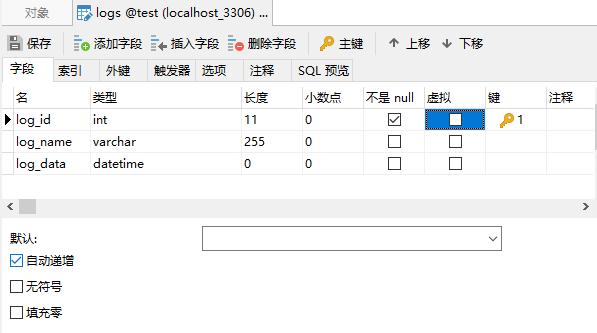 对象 logs @test (localhost_3306) ...
保存 添加字段 插入字段 删除字段 主键 上移 下移
字段 索引 外键 触发器 选项 注释 SQL 预览
名 类型 长度 小数点 不是 null 虚拟 键 注释
log_id int 11 0 1
log_name varchar 255 0
log_data datetime 0 0
默认:
自动递增
无符号
填充零